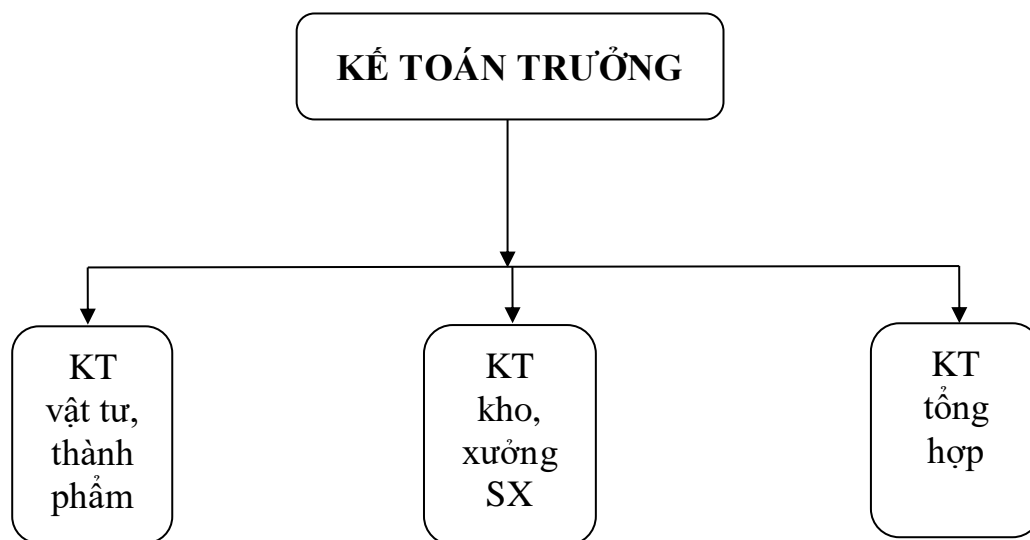 KẾ TOÁN TRƯỞNG
KT
vật tư,
thành
phẩm
KT
kho,
xưởng
SX
KT
tổng
hợp